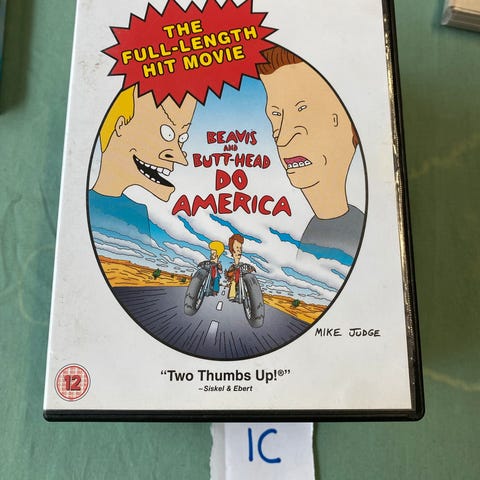 THE
FULL-LENGTH
HIT MOVIE
BEAVIS
AND
BUTT-HEAD
DO
AMERICA
MIKE JUDGE
12
“Two Thumbs Up!®”
–Siskel & Ebert
1C